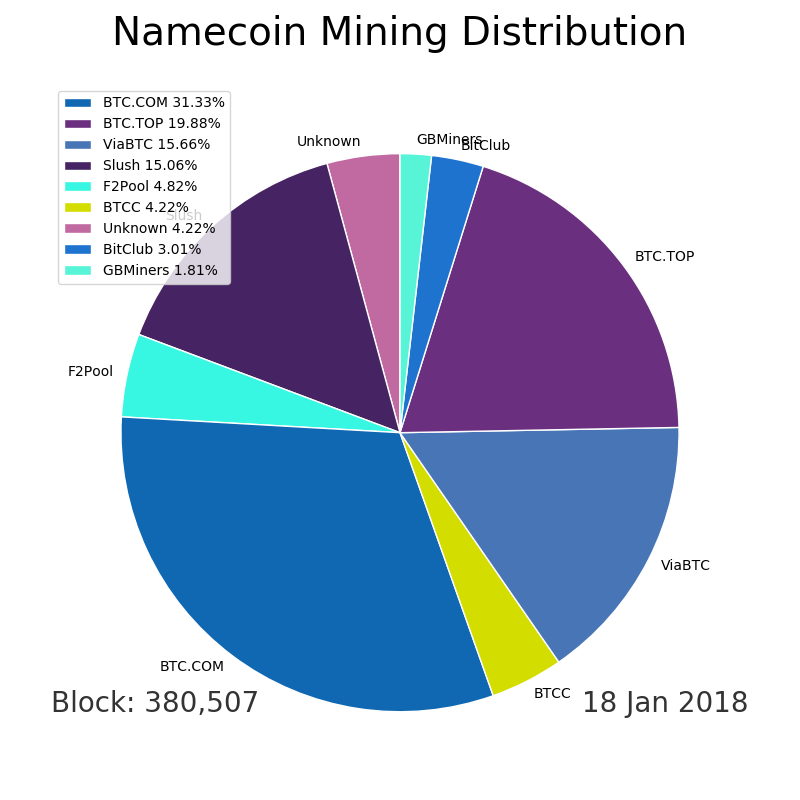 Namecoin Mining Distribution
BTC.COM 31.33%
BTC.TOP 19.88%
ViaBTC 15.66%
Slush 15.06%
F2Pool 4.82%
BTCC 4.22%
Unknown 4.22%
BitClub 3.01%
GBMiners 1.81%
Unknown
GBMiners
BitClub
Slush
BTC.TOP
F2Pool
ViaBTC
BTC.COM
BTCC
Block: 380,507
18 Jan 2018